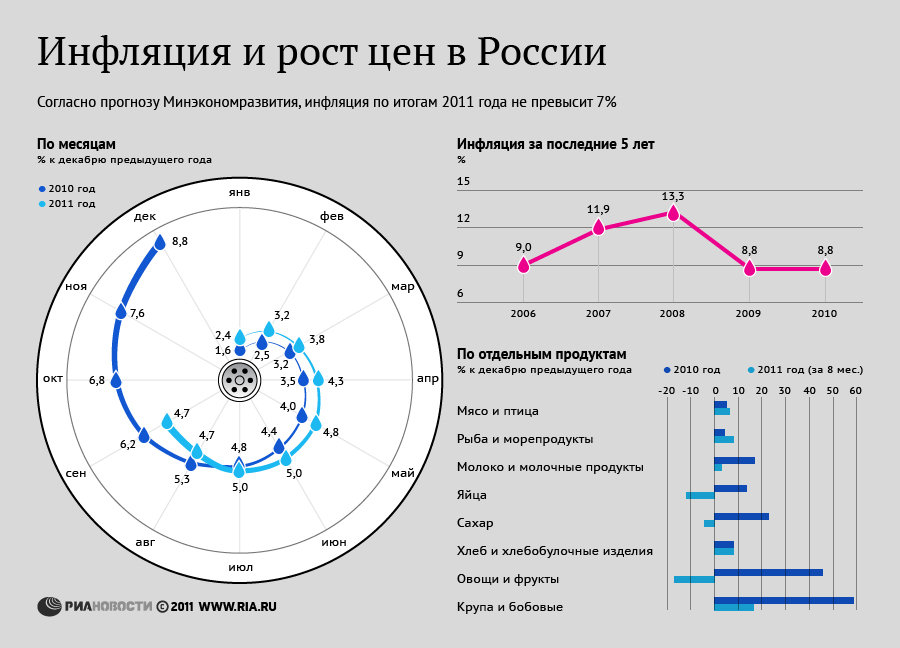 Инфляция и рост цен в России
Согласно прогнозу Минэкономразвития, инфляция по итогам 2011 года не превысит 7%
По месяцам
% к декабрю предыдущего года
2010 год
2011 год
янв
фев
мар
апр
май
июн
июл
авг
сен
окт
ноя
дек
8,8
7,6
6,8
6,2
5,3
4,8
4,4
4,0
3,5
3,2
2,5
1,6
2,4
3,2
3,8
4,3
4,8
5,0
5,0
4,7
4,7
Инфляция за последние 5 лет
%
15
12
9
6
9,0
11,9
13,3
8,8
8,8
2006 2007 2008 2009 2010
По отдельным продуктам
% к декабрю предыдущего года
2010 год 2011 год (за 8 мес.)
-20 -10 0 10 20 30 40 50 60
Мясо и птица
Рыба и морепродукты
Молоко и молочные продукты
Яйца
Сахар
Хлеб и хлебобулочные изделия
Овощи и фрукты
Крупа и бобовые
РИАНОВОСТИ © 2011 WWW.RIA.RU